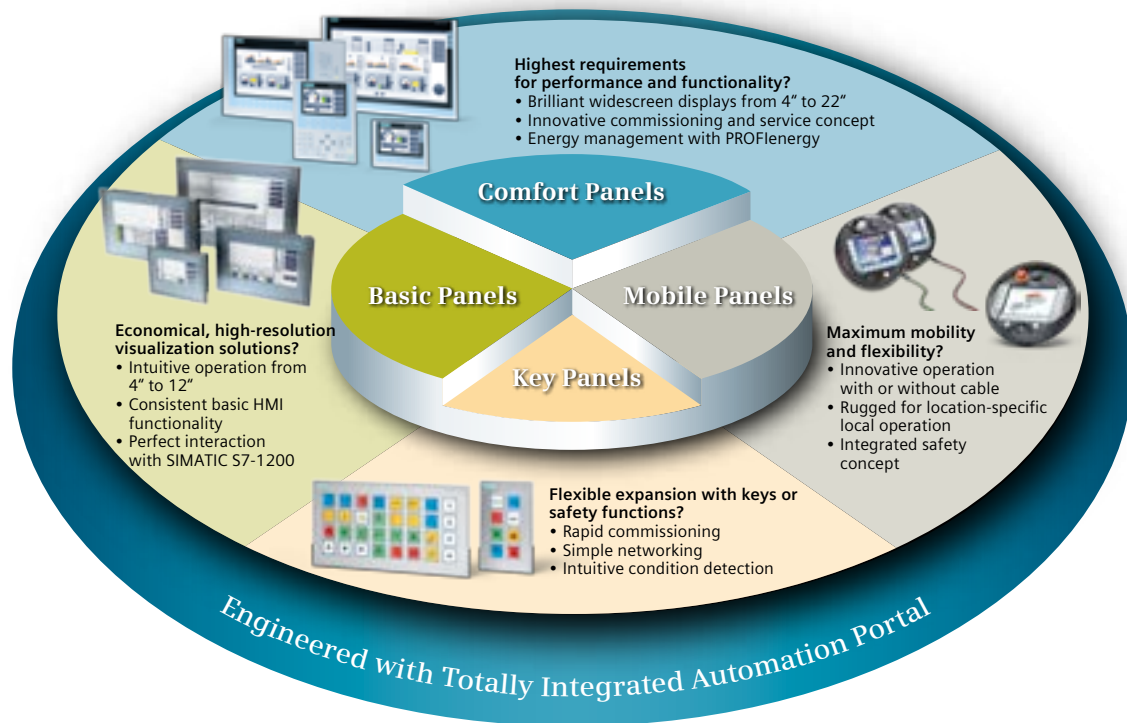 Highest requirements
for performance and functionality?
• Brilliant widescreen displays from 4″ to 22″
• Innovative commissioning and service concept
• Energy management with PROFIenergy
Comfort Panels
Basic Panels
Mobile Panels
Key Panels
Economical, high-resolution
visualization solutions?
• Intuitive operation from
4″ to 12″
• Consistent basic HMI
functionality
• Perfect interaction
with SIMATIC S7-1200
Maximum mobility
and flexibility?
• Innovative operation
with or without cable
• Rugged for location-specific
local operation
• Integrated safety
concept
Flexible expansion with keys or
safety functions?
• Rapid commissioning
• Simple networking
• Intuitive condition detection
Engineered with Totally Integrated Automation Portal